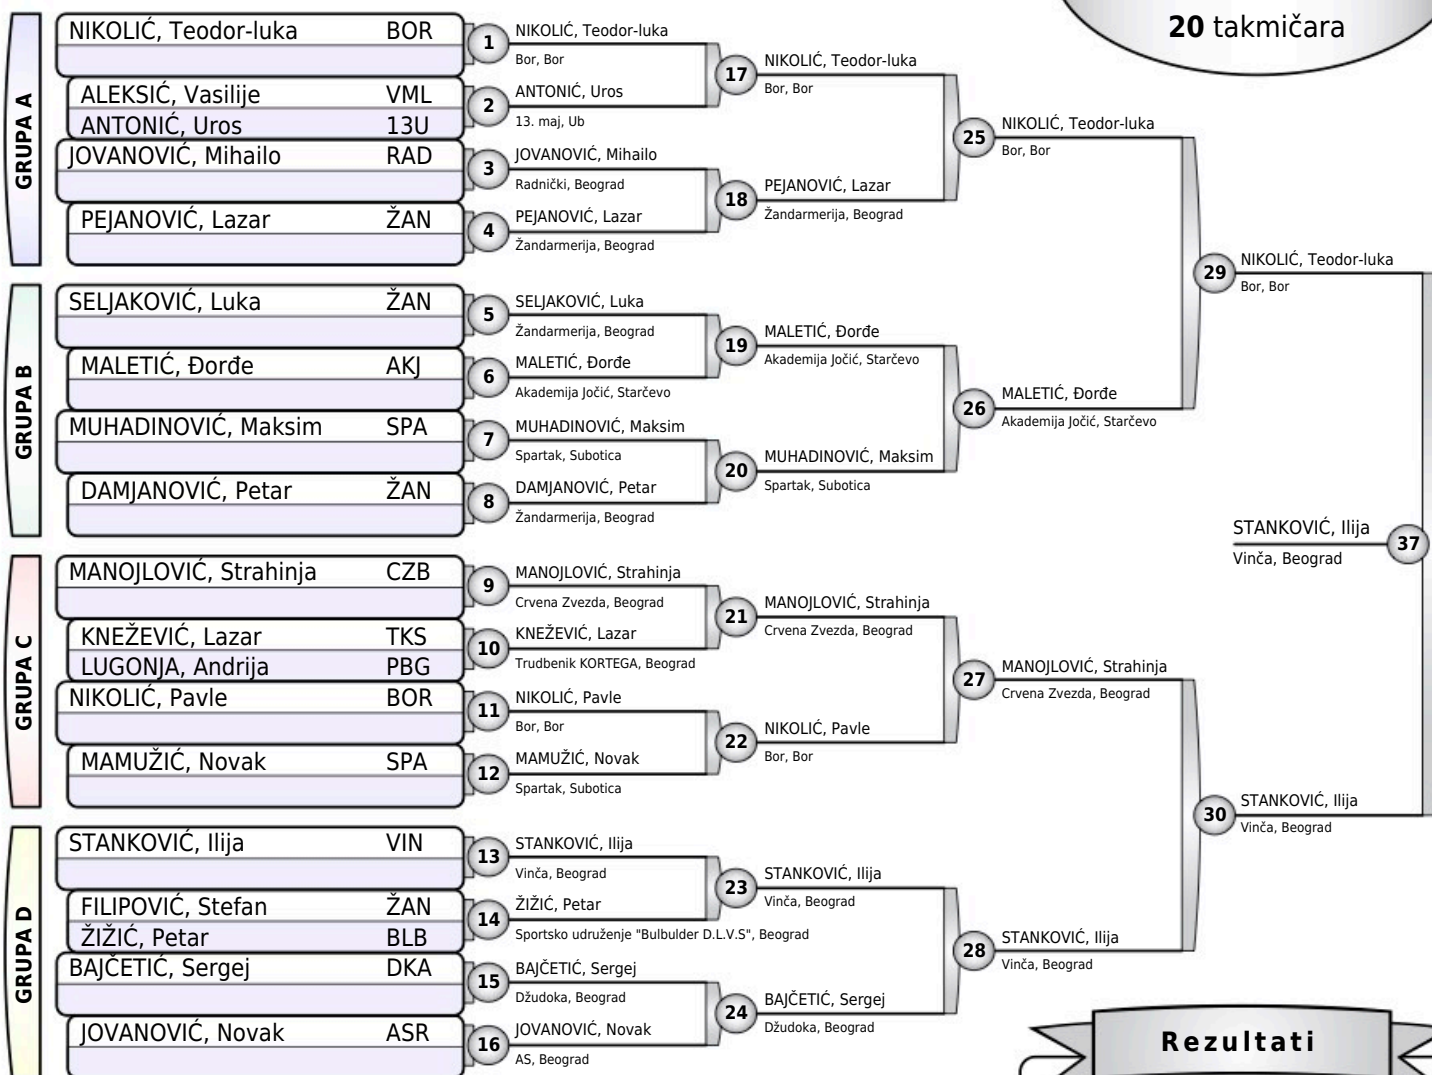 20 takmičara
GRUPA A
NIKOLIĆ, Teodor-luka BOR
ALEKSIĆ, Vasilije VML
ANTONIĆ, Uros 13U
JOVANOVIĆ, Mihailo RAD
PEJANOVIĆ, Lazar ŽAN
GRUPA B
SELJAKOVIĆ, Luka ŽAN
MALETIĆ, Đorđe AKJ
MUHADINOVIĆ, Maksim SPA
DAMJANOVIĆ, Petar ŽAN
GRUPA C
MANOJLOVIĆ, Strahinja CZB
KNEŽEVIĆ, Lazar TKS
LUGONJA, Andrija PBG
NIKOLIĆ, Pavle BOR
MAMUŽIĆ, Novak SPA
GRUPA D
STANKOVIĆ, Ilija VIN
FILIPOVIĆ, Stefan ŽAN
ŽIŽIĆ, Petar BLB
BAJČETIĆ, Sergej DKA
JOVANOVIĆ, Novak ASR
1 NIKOLIĆ, Teodor-luka
Bor, Bor
2 ANTONIĆ, Uros
13. maj, Ub
3 JOVANOVIĆ, Mihailo
Radnički, Beograd
4 PEJANOVIĆ, Lazar
Žandarmerija, Beograd
5 SELJAKOVIĆ, Luka
Žandarmerija, Beograd
6 MALETIĆ, Đorđe
Akademija Jočić, Starčevo
7 MUHADINOVIĆ, Maksim
Spartak, Subotica
8 DAMJANOVIĆ, Petar
Žandarmerija, Beograd
9 MANOJLOVIĆ, Strahinja
Crvena Zvezda, Beograd
10 KNEŽEVIĆ, Lazar
Trudbenik KORTEGA, Beograd
11 NIKOLIĆ, Pavle
Bor, Bor
12 MAMUŽIĆ, Novak
Spartak, Subotica
13 STANKOVIĆ, Ilija
Vinča, Beograd
14 ŽIŽIĆ, Petar
Sportsko udruženje "Bulbulder D.L.V.S", Beograd
15 BAJČETIĆ, Sergej
Džudoka, Beograd
16 JOVANOVIĆ, Novak
AS, Beograd
17 NIKOLIĆ, Teodor-luka
Bor, Bor
18 PEJANOVIĆ, Lazar
Žandarmerija, Beograd
19 MALETIĆ, Đorđe
Akademija Jočić, Starčevo
20 MUHADINOVIĆ, Maksim
Spartak, Subotica
21 MANOJLOVIĆ, Strahinja
Crvena Zvezda, Beograd
22 NIKOLIĆ, Pavle
Bor, Bor
23 STANKOVIĆ, Ilija
Vinča, Beograd
24 BAJČETIĆ, Sergej
Džudoka, Beograd
25 NIKOLIĆ, Teodor-luka
Bor, Bor
26 MALETIĆ, Đorđe
Akademija Jočić, Starčevo
27 MANOJLOVIĆ, Strahinja
Crvena Zvezda, Beograd
28 STANKOVIĆ, Ilija
Vinča, Beograd
29 NIKOLIĆ, Teodor-luka
Bor, Bor
30 STANKOVIĆ, Ilija
Vinča, Beograd
STANKOVIĆ, Ilija 37
Vinča, Beograd
Rezultati